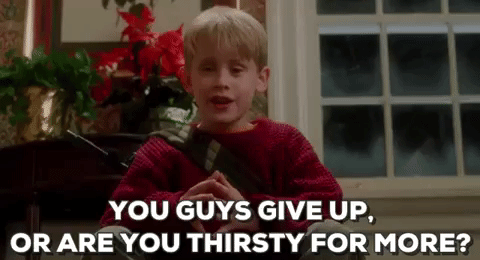 YOU GUYS GIVE UP,
OR ARE YOU THIRSTY FOR MORE?